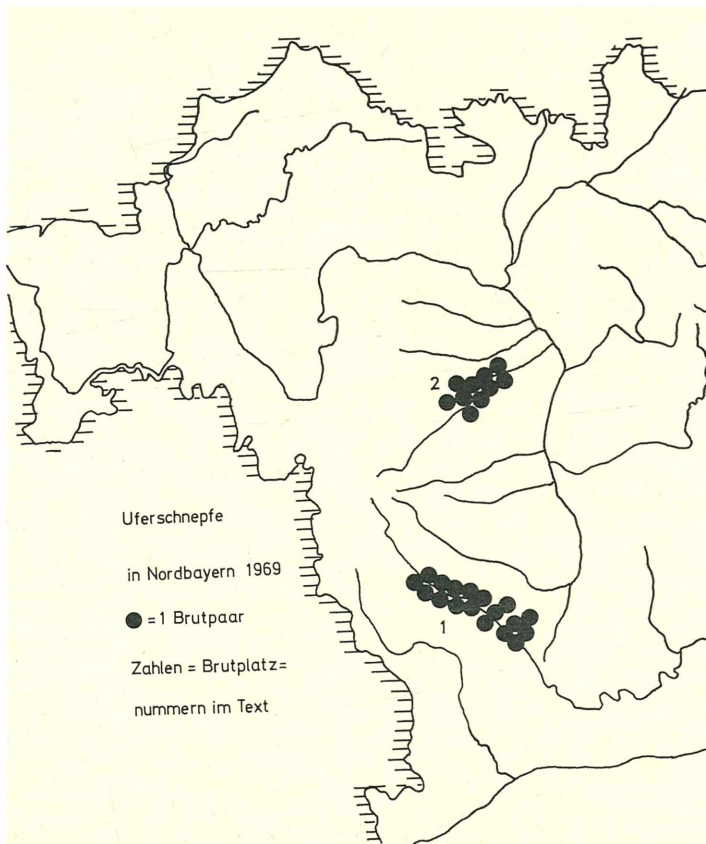 2
Uferschnepfe
in Nordbayern 1969
= 1 Brutpaar
1
Zahlen = Brutplatz=
nummern im Text